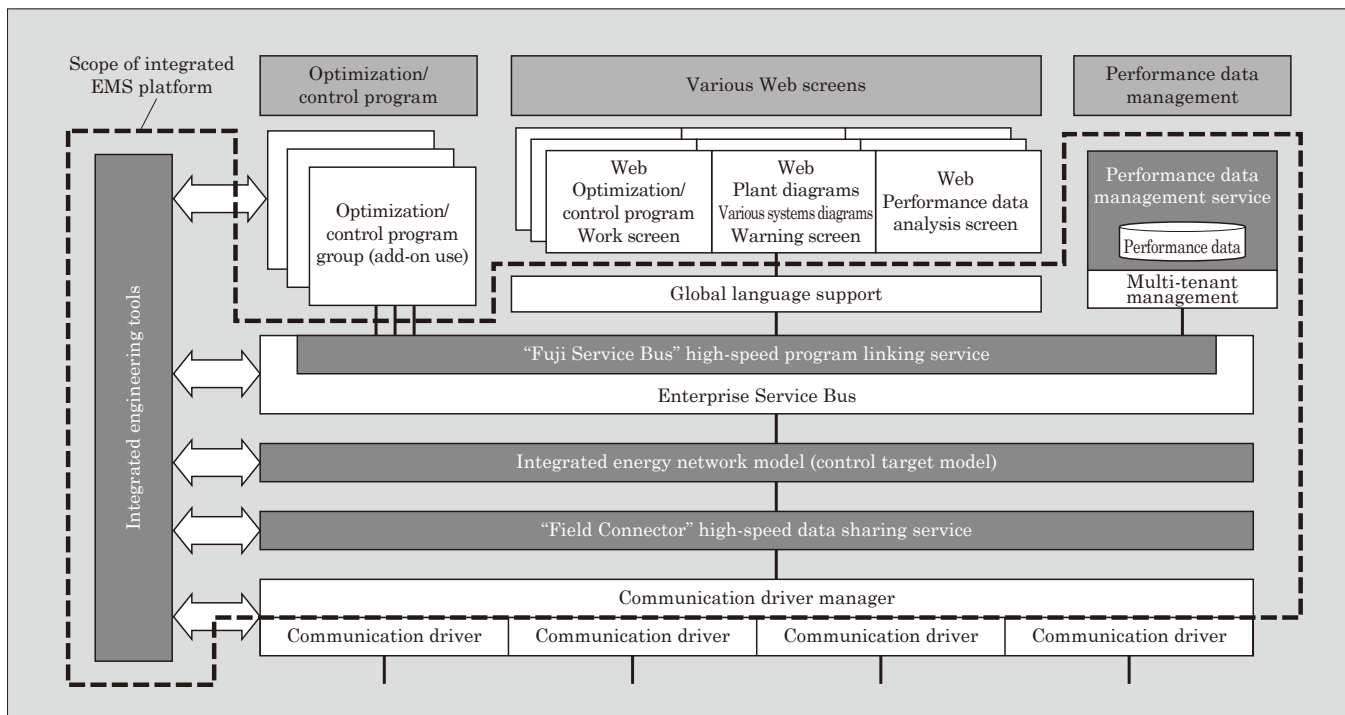 Scope of integrated
EMS platform
Optimization/
control program
Various Web screens
Performance data
management
Optimization/
control program
group (add-on use)
Web
Optimization/
control program
Work screen
Web
Plant diagrams
Various systems diagrams
Warning screen
Web
Performance data
analysis screen
Performance data
management service
Performance data
Multi-tenant
management
Global language support
Integrated engineering tools
“Fuji Service Bus” high-speed program linking service
Enterprise Service Bus
Integrated energy network model (control target model)
“Field Connector” high-speed data sharing service
Communication driver manager
Communication driver
Communication driver
Communication driver
Communication driver